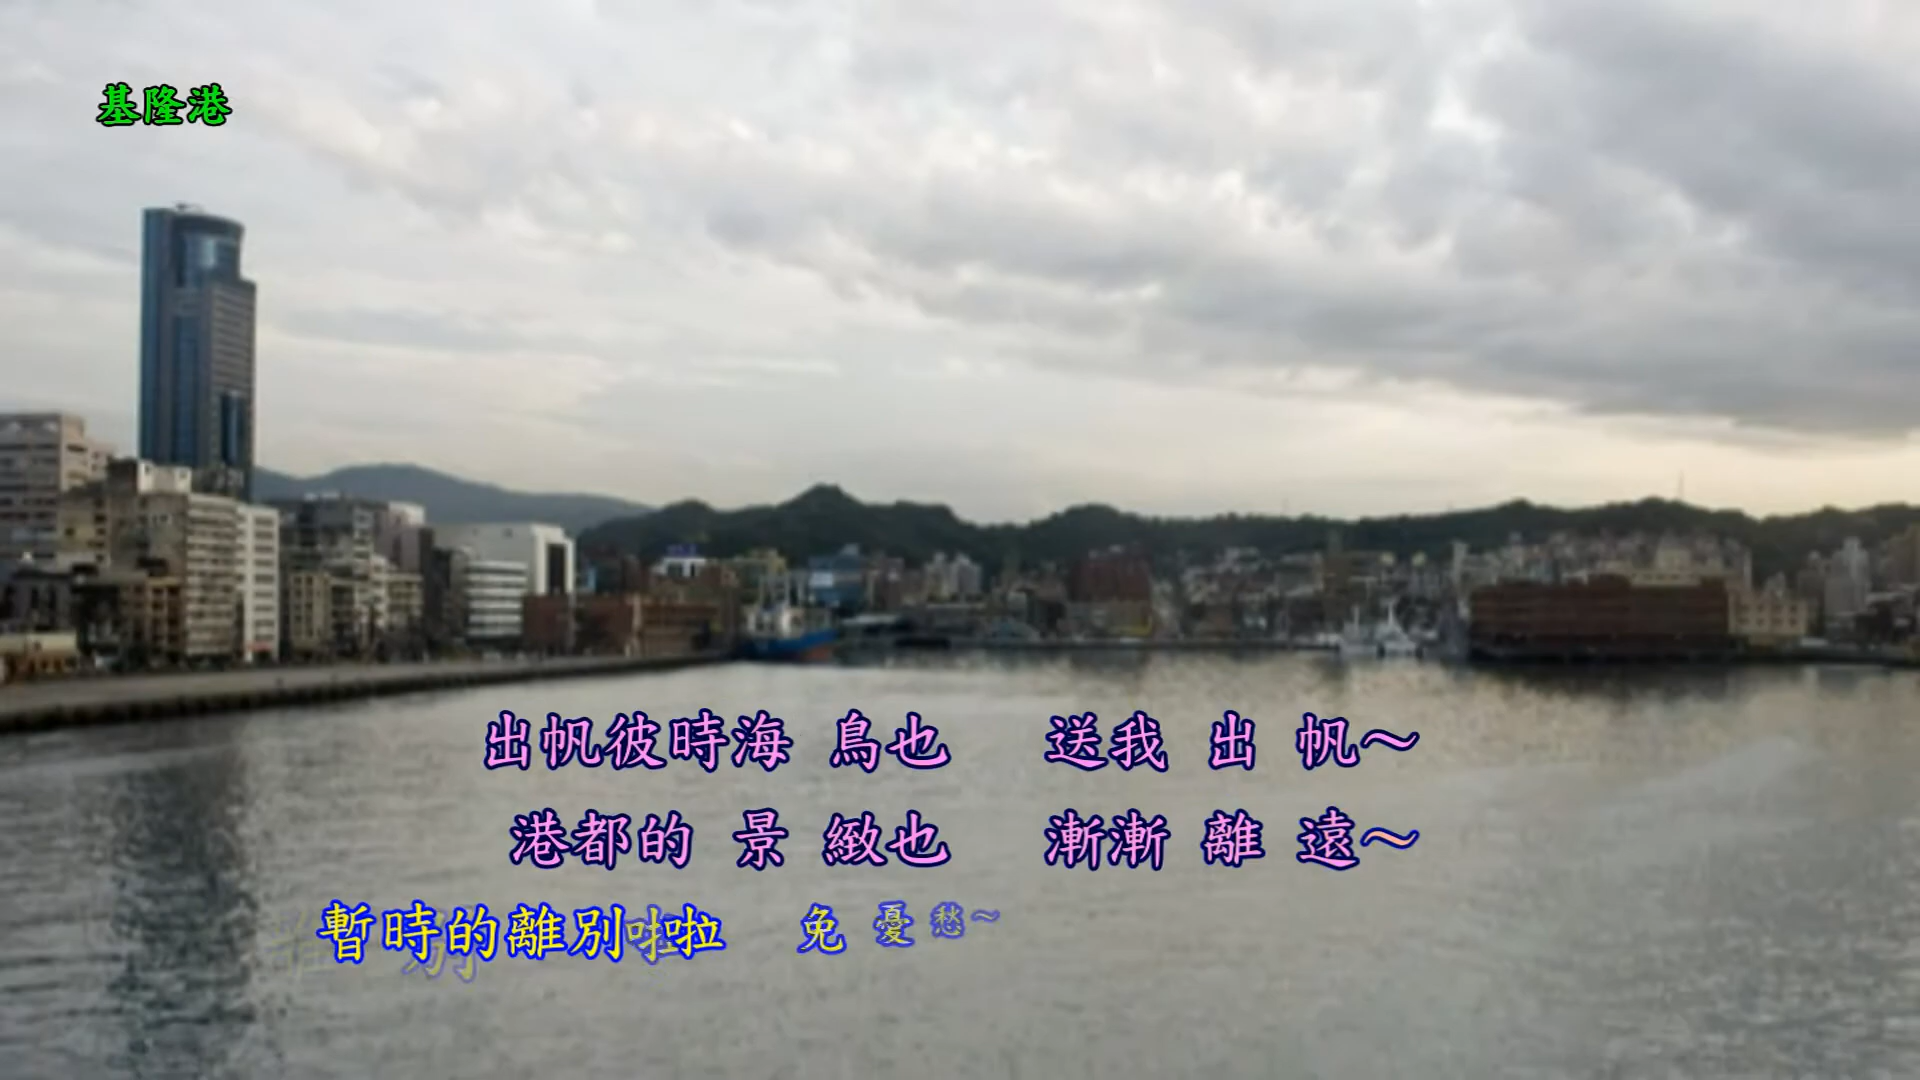 基隆港
出帆彼時海 鳥也 送我 出 帆～
港都的 景 緻也 漸漸 離 遠～
暫時的離別啦啦 免 憂 愁～